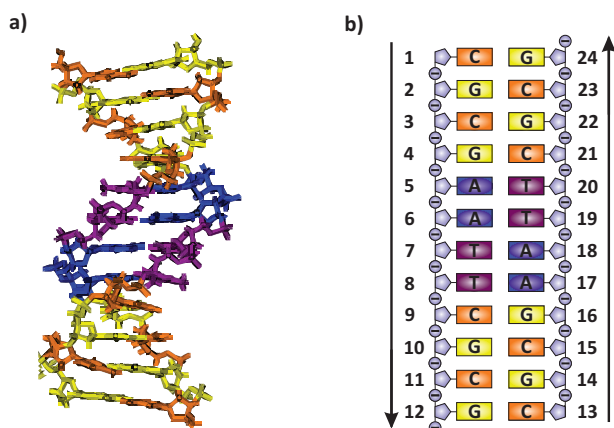 a)
b)
1 C G 24
2 G C 23
3 C G 22
4 G C 21
5 A T 20
6 A T 19
7 T A 18
8 T A 17
9 C G 16
10 G C 15
11 C G 14
12 G C 13